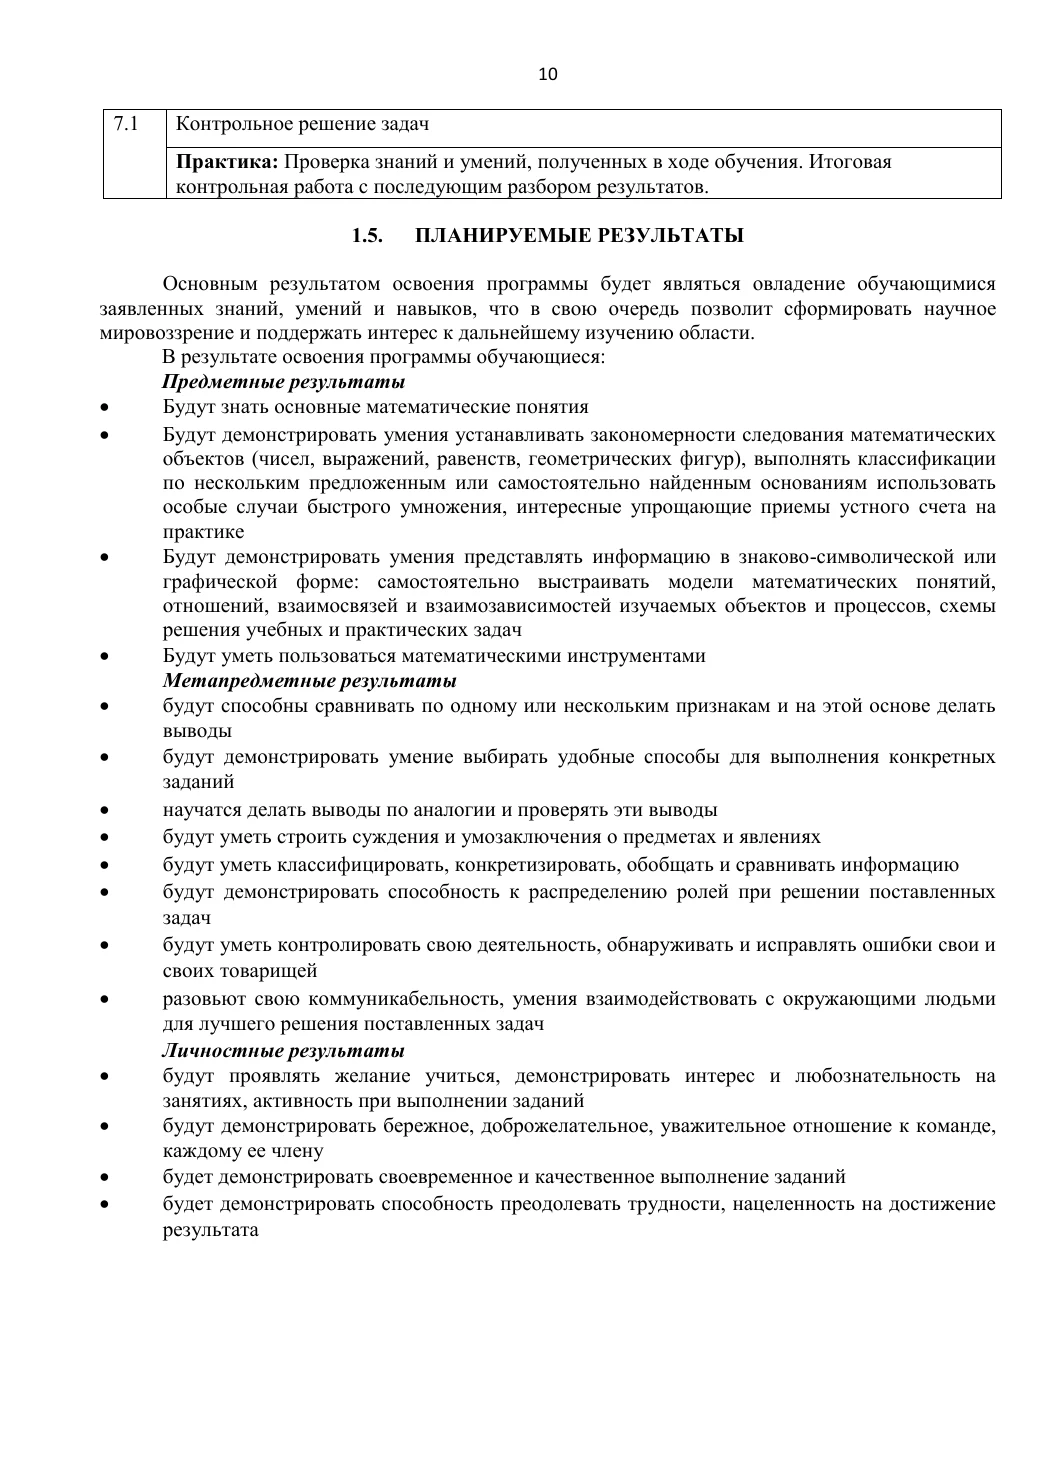 10
7.1 Контрольное решение задач
Практика: Проверка знаний и умений, полученных в ходе обучения. Итоговая
контрольная работа с последующим разбором результатов.
1.5. ПЛАНИРУЕМЫЕ РЕЗУЛЬТАТЫ
Основным результатом освоения программы будет являться овладение обучающимися
заявленных знаний, умений и навыков, что в свою очередь позволит сформировать научное
мировоззрение и поддержать интерес к дальнейшему изучению области.
В результате освоения программы обучающиеся:
Предметные результаты
• Будут знать основные математические понятия
• Будут демонстрировать умения устанавливать закономерности следования математических
объектов (чисел, выражений, равенств, геометрических фигур), выполнять классификации
по нескольким предложенным или самостоятельно найденным основаниям использовать
особые случаи быстрого умножения, интересные упрощающие приемы устного счета на
практике
• Будут демонстрировать умения представлять информацию в знаково-символической или
графической форме: самостоятельно выстраивать модели математических понятий,
отношений, взаимосвязей и взаимозависимостей изучаемых объектов и процессов, схемы
решения учебных и практических задач
• Будут уметь пользоваться математическими инструментами
Метапредметные результаты
• будут способны сравнивать по одному или нескольким признакам и на этой основе делать
выводы
• будут демонстрировать умение выбирать удобные способы для выполнения конкретных
заданий
• научатся делать выводы по аналогии и проверять эти выводы
• будут уметь строить суждения и умозаключения о предметах и явлениях
• будут уметь классифицировать, конкретизировать, обобщать и сравнивать информацию
• будут демонстрировать способность к распределению ролей при решении поставленных
задач
• будут уметь контролировать свою деятельность, обнаруживать и исправлять ошибки свои и
своих товарищей
• разовьют свою коммуникабельность, умения взаимодействовать с окружающими людьми
для лучшего решения поставленных задач
Личностные результаты
• будут проявлять желание учиться, демонстрировать интерес и любознательность на
занятиях, активность при выполнении заданий
• будут демонстрировать бережное, доброжелательное, уважительное отношение к команде,
каждому ее члену
• будет демонстрировать своевременное и качественное выполнение заданий
• будет демонстрировать способность преодолевать трудности, нацеленность на достижение
результата